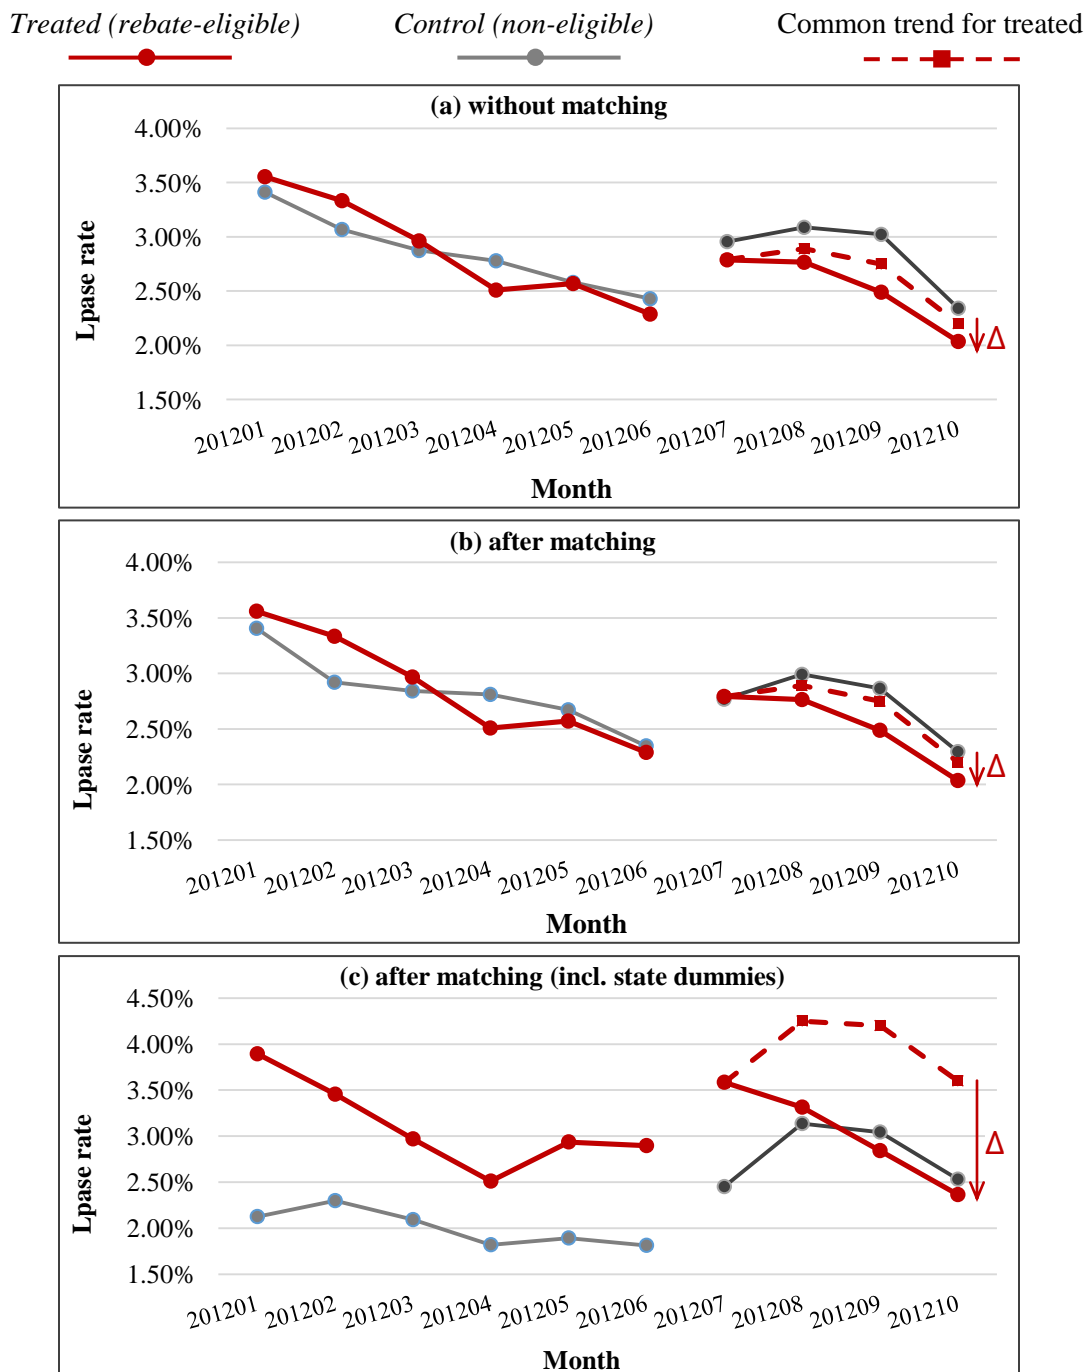 Treated (rebate-eligible) Control (non-eligible) Common trend for treated
(a) without matching
4.00%
3.50%
3.00%
2.50%
2.00%
1.50%
Lpase rate
Δ
201201 201202 201203 201204 201205 201206 201207 201208 201209 201210
Month
(b) after matching
4.00%
3.50%
3.00%
2.50%
2.00%
1.50%
Lpase rate
Δ
201201 201202 201203 201204 201205 201206 201207 201208 201209 201210
Month
(c) after matching (incl. state dummies)
4.50%
4.00%
3.50%
3.00%
2.50%
2.00%
1.50%
Lpase rate
Δ
201201 201202 201203 201204 201205 201206 201207 201208 201209 201210
Month